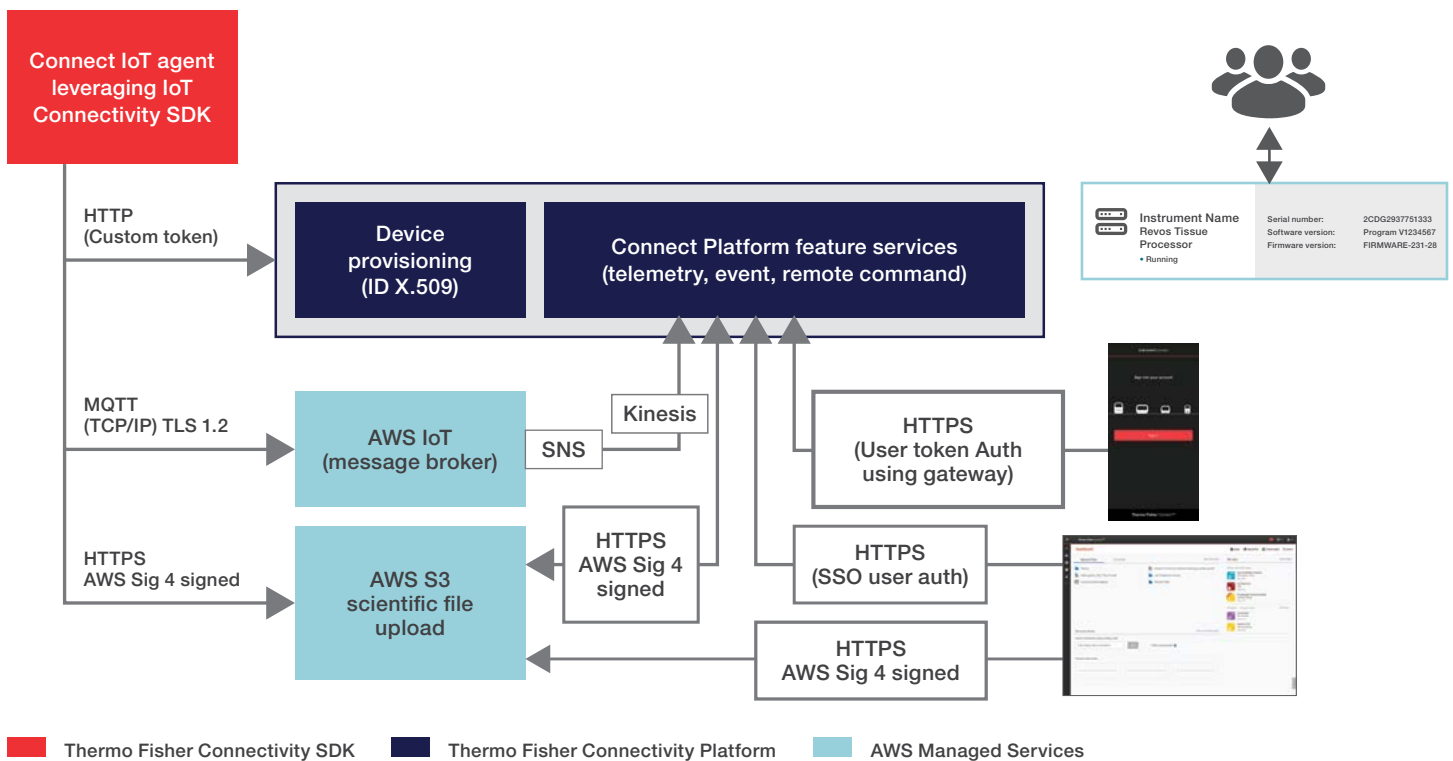 Connect IoT agent
leveraging IoT
Connectivity SDK
HTTP
(Custom token)
Device
provisioning
(ID X.509)
Connect Platform feature services
(telemetry, event, remote command)
Instrument Name
Revos Tissue
Processor
• Running
Serial number: 2CDG2937751333
Software version: Program V1234567
Firmware version: FIRMWARE-231-28
MQTT
(TCP/IP) TLS 1.2
AWS IoT
(message broker)
SNS
Kinesis
HTTPS
(User token Auth
using gateway)
HTTPS
AWS Sig 4 signed
AWS S3
scientific file
upload
HTTPS
AWS Sig 4
signed
HTTPS
(SSO user auth)
HTTPS
AWS Sig 4 signed
Thermo Fisher Connectivity SDK
Thermo Fisher Connectivity Platform
AWS Managed Services